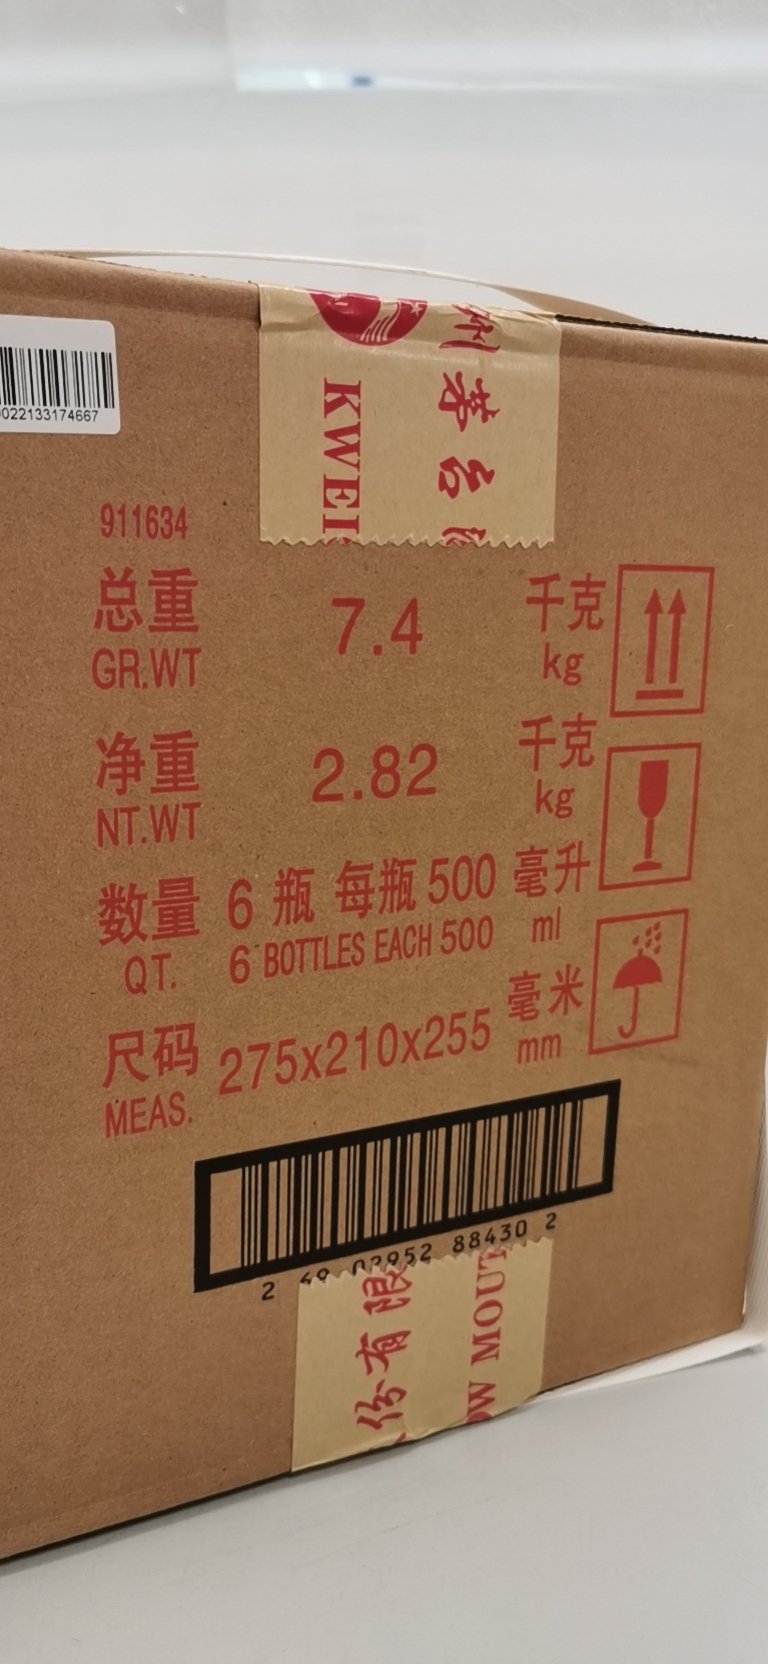 州茅台
KWEI
0022133174667
911634
总重 7.4 千克
GR.WT kg
净重 2.82 千克
NT.WT kg
数量 6 瓶 每瓶 500 毫升
QT. 6 BOTTLES EACH 500 ml
尺码 275x210x255 毫米
MEAS. mm
2 49 02952 88430 2
份有限
OW MOUT